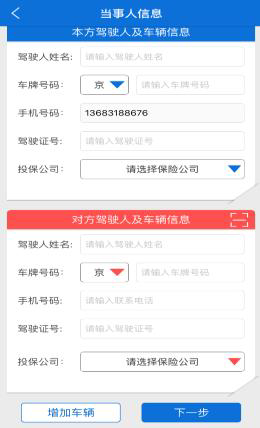 当事人信息
本方驾驶人及车辆信息
驾驶人姓名: 请输入驾驶人姓名
车牌号码: 京 请输入车牌号码
手机号码: 13683188676
驾驶证号: 请输入驾驶证号
投保公司: 请选择保险公司
对方驾驶人及车辆信息
驾驶人姓名: 请输入驾驶人姓名
车牌号码: 京 请输入车牌号码
手机号码: 请输入联系电话
驾驶证号: 请输入驾驶证号
投保公司: 请选择保险公司
增加车辆 下一步